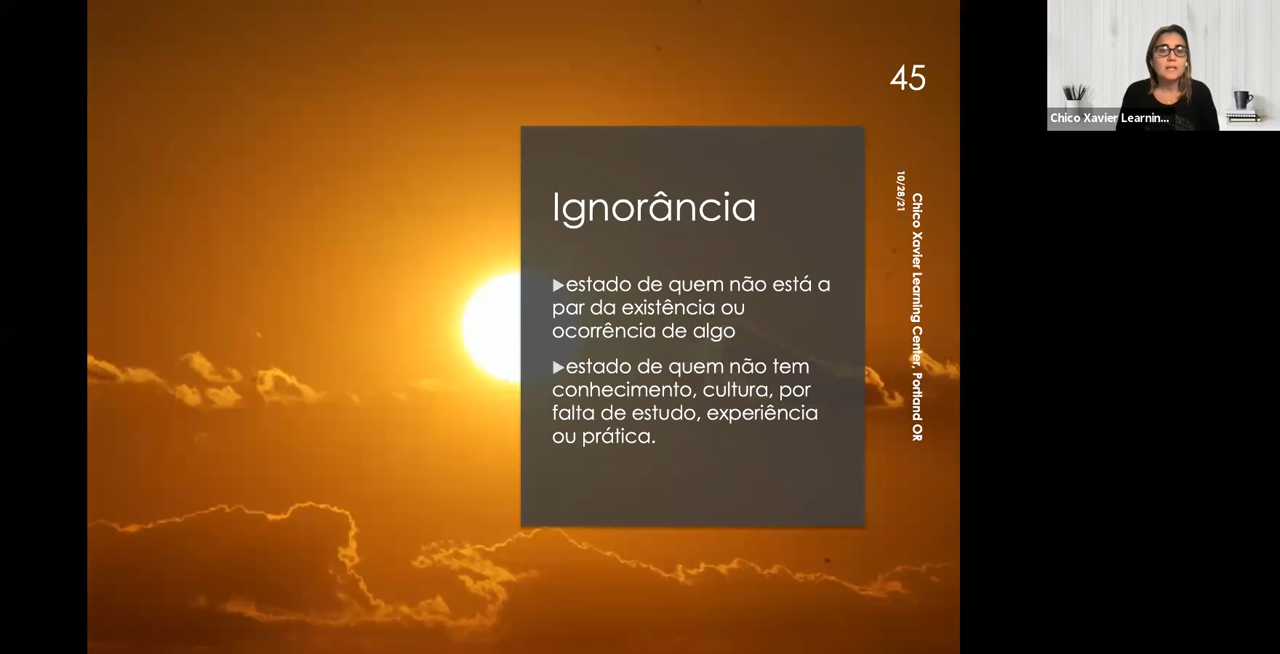 45
Ignorância
▶estado de quem não está a
par da existência ou
ocorrência de algo
▶estado de quem não tem
conhecimento, cultura, por
falta de estudo, experiência
ou prática.
10/28/21
Chico Xavier Learning Center, Portland OR
Chico Xavier Learnin...